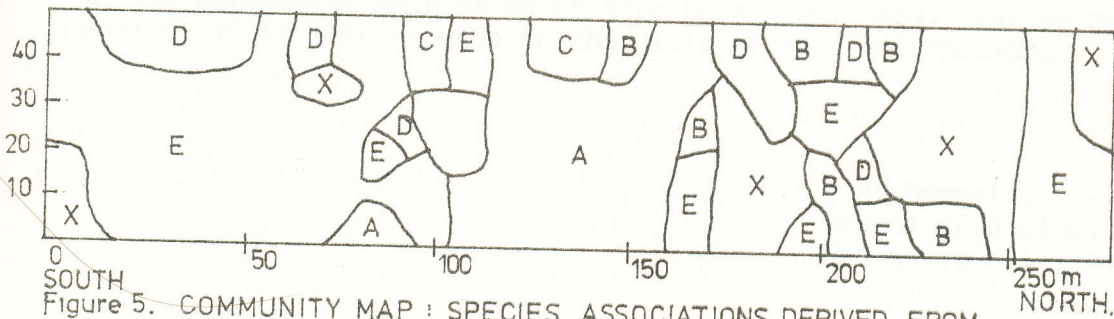 40
30
20
10
D D C E C B D B D B X
X
D B E
E E A X
B D
X A E X B E
E E B
0 50 100 150 200 250 m
SOUTH NORTH.
Figure 5. COMMUNITY MAP : SPECIES ASSOCIATIONS DERIVED FROM